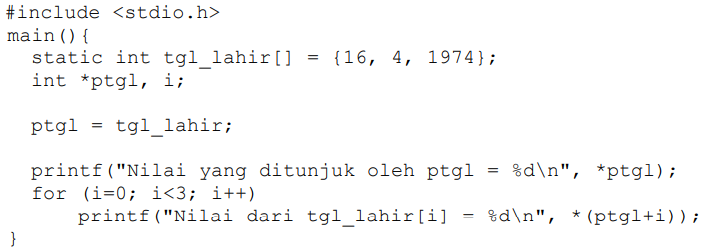 #include <stdio.h>
main(){
  static int tgl_lahir[] = {16, 4, 1974};
  int *ptgl, i;

  ptgl = tgl_lahir;

  printf("Nilai yang ditunjuk oleh ptgl = %d\n", *ptgl);
  for (i=0; i<3; i++)
      printf("Nilai dari tgl_lahir[i] = %d\n", *(ptgl+i));
}